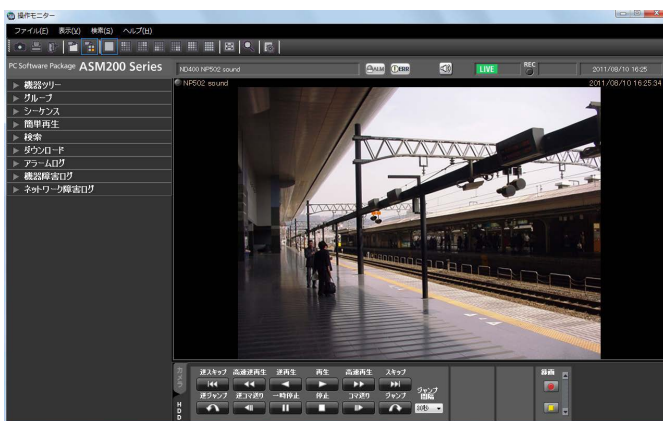 操作モニター
ファイル(F) 表示(V) 検索(S) ヘルプ(H)
PC Software Package ASM200 Series
ND400 NP502 sound
ALM
ERR
LIVE
REC
2011/08/10 16:25
NP502 sound
2011/08/10 16:25:34
機器ツリー
グループ
シーケンス
簡単再生
検索
ダウンロード
アラームログ
機器障害ログ
ネットワーク障害ログ
逆スキップ 高速逆再生 逆再生 再生 高速再生 スキップ
逆ジャンプ 逆コマ送り 一時停止 停止 コマ送り ジャンプ
ジャンプ間隔
30秒
録画
HDD